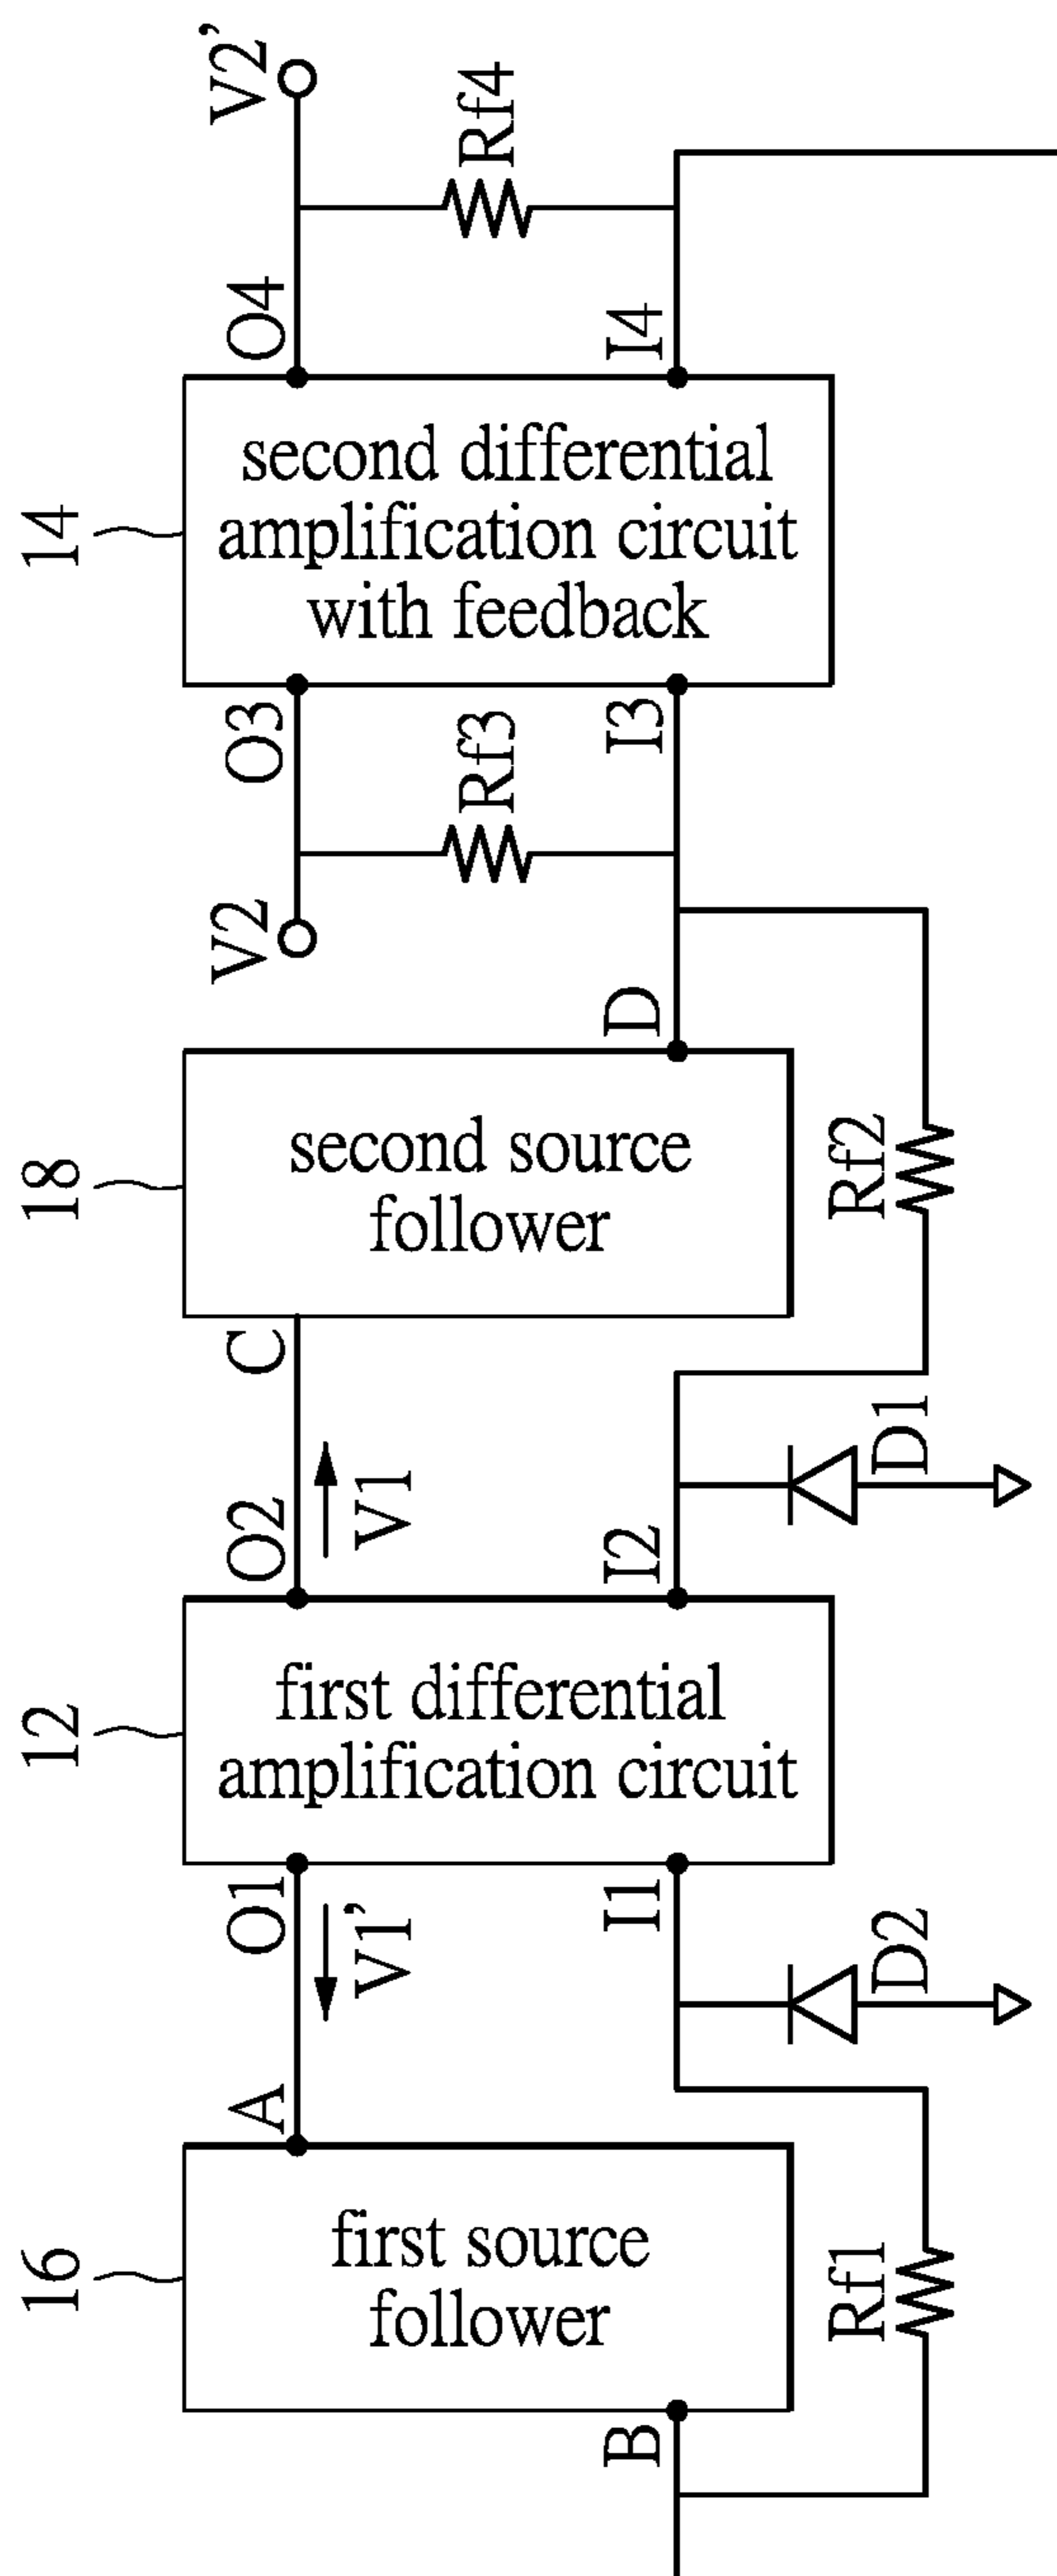 V2'
Rf4
O4
I4
14
second differential
amplification circuit
with feedback
O3
I3
Rf3
V2
D
18
second source
follower
Rf2
C
D1
V1
O2
I2
12
first differential
amplification circuit
O1
I1
V1'
D2
A
16
first source
follower
Rf1
B